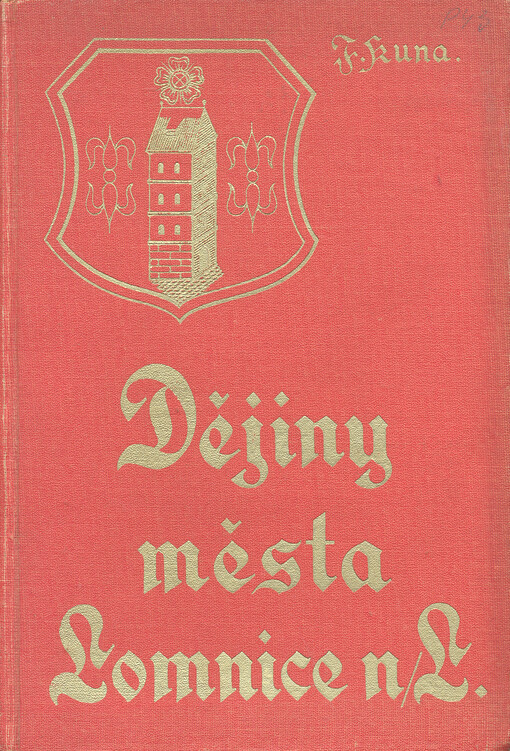 F. Kuna.
Dějiny
města
Lomnice n/L.